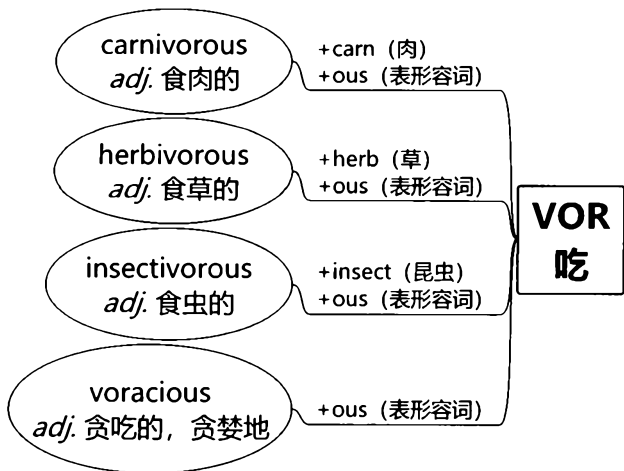 carnivorous
adj. 食肉的
+carn（肉）
+ous（表形容词）
herbivorous
adj. 食草的
+herb（草）
+ous（表形容词）
insectivorous
adj. 食虫的
+insect（昆虫）
+ous（表形容词）
voracious
adj. 贪吃的，贪婪地
+ous（表形容词）
VOR
吃